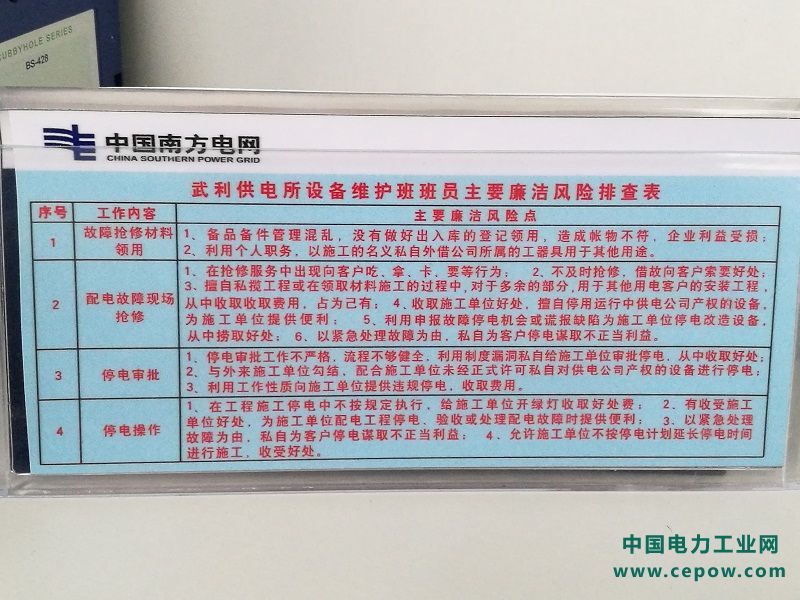 CUBBYHOLE SERIES
BS-428
中国南方电网
CHINA SOUTHERN POWER GRID
武利供电所设备维护班班员主要廉洁风险排查表
序号 工作内容 主要廉洁风险点
1 故障抢修材料领用 1、备品备件管理混乱，没有做好出入库的登记领用，造成帐物不符，企业利益受损；
2、利用个人职务，以施工的名义私自外借公司所属的工器具用于其他用途。
2 配电故障现场抢修 1、在抢修服务中出现向客户吃、拿、卡、要等行为； 2、不及时抢修，借故向客户索要好处；
3、擅自私揽工程或在领取材料施工的过程中，对于多余的部分，用于其他用电客户的安装工程，
从中收取收取费用，占为己有； 4、收取施工单位好处，擅自停用运行中供电公司产权的设备，
为施工单位提供便利； 5、利用申报故障停电机会或谎报缺陷为施工单位停电改造设备，
从中捞取好处；6、以紧急处理故障为由，私自为客户停电谋取不正当利益。
3 停电审批 1、停电审批工作不严格，流程不够健全，利用制度漏洞私自给施工单位审批停电，从中收取好处；
2、与外来施工单位勾结，配合施工单位未经正式许可私自对供电公司产权的设备进行停电；
3、利用工作性质向施工单位提供违规停电，收取费用。
4 停电操作 1、在工程施工停电中不按规定执行，给施工单位开绿灯收取好处费； 2、有收受施工
单位好处，为施工单位配电工程停电、验收或处理配电故障时提供便利； 3、以紧急处理
故障为由，私自为客户停电谋取不正当利益； 4、允许施工单位不按停电计划延长停电时间
进行施工，收受好处。
中国电力工业网
www.cepow.com